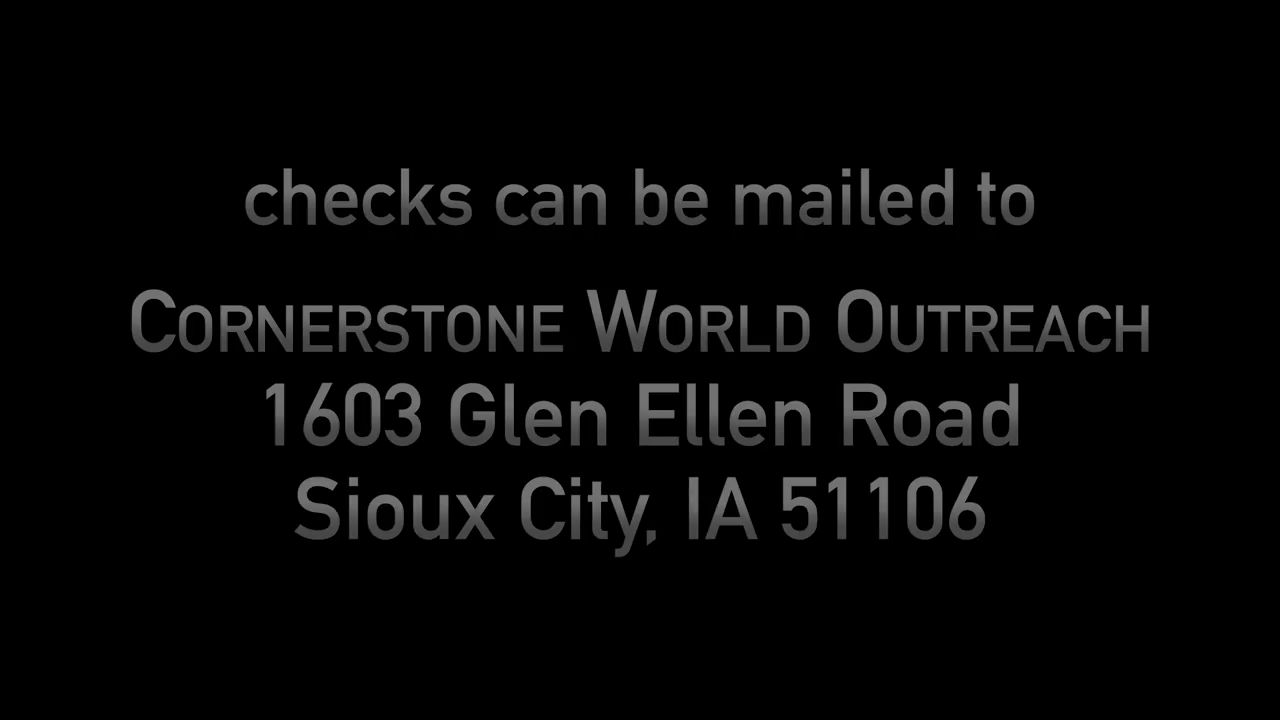 checks can be mailed to
Cornerstone World Outreach
1603 Glen Ellen Road
Sioux City, IA 51106